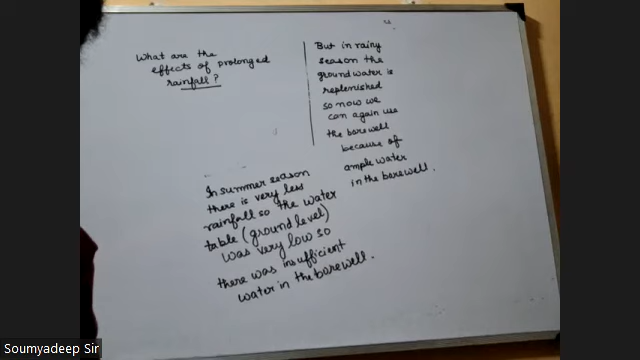 What are the
effects of prolonged
rainfall?
In summer season
there is very less
rainfall so the water
table (ground level)
was very low so
there was insufficient
water in the borewell.
But in rainy
season the
groundwater is
replenished
so now we
can again use
the borewell
because of
ample water
in the borewell.
Soumyadeep Sir